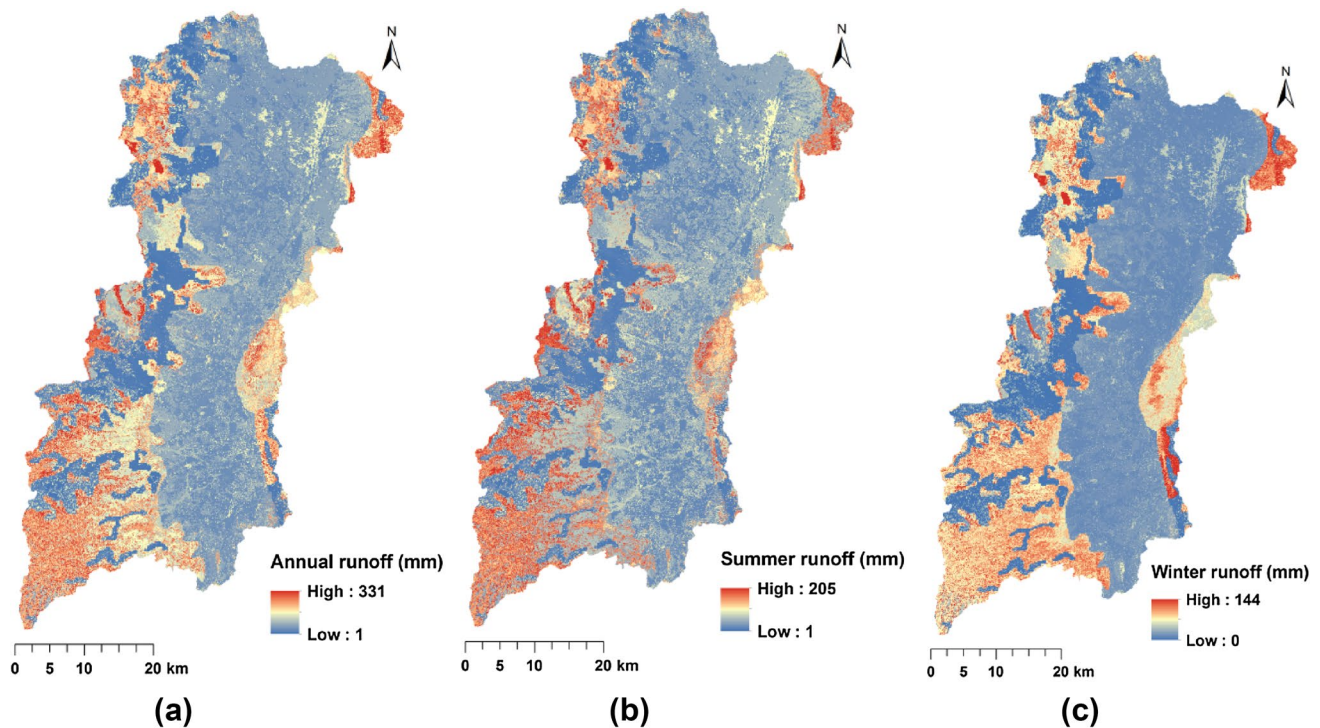 N
Annual runoff (mm)
High : 331
Low : 1
0 5 10 20 km
(a)
N
Summer runoff (mm)
High : 205
Low : 1
0 5 10 20 km
(b)
N
Winter runoff (mm)
High : 144
Low : 0
0 5 10 20 km
(c)